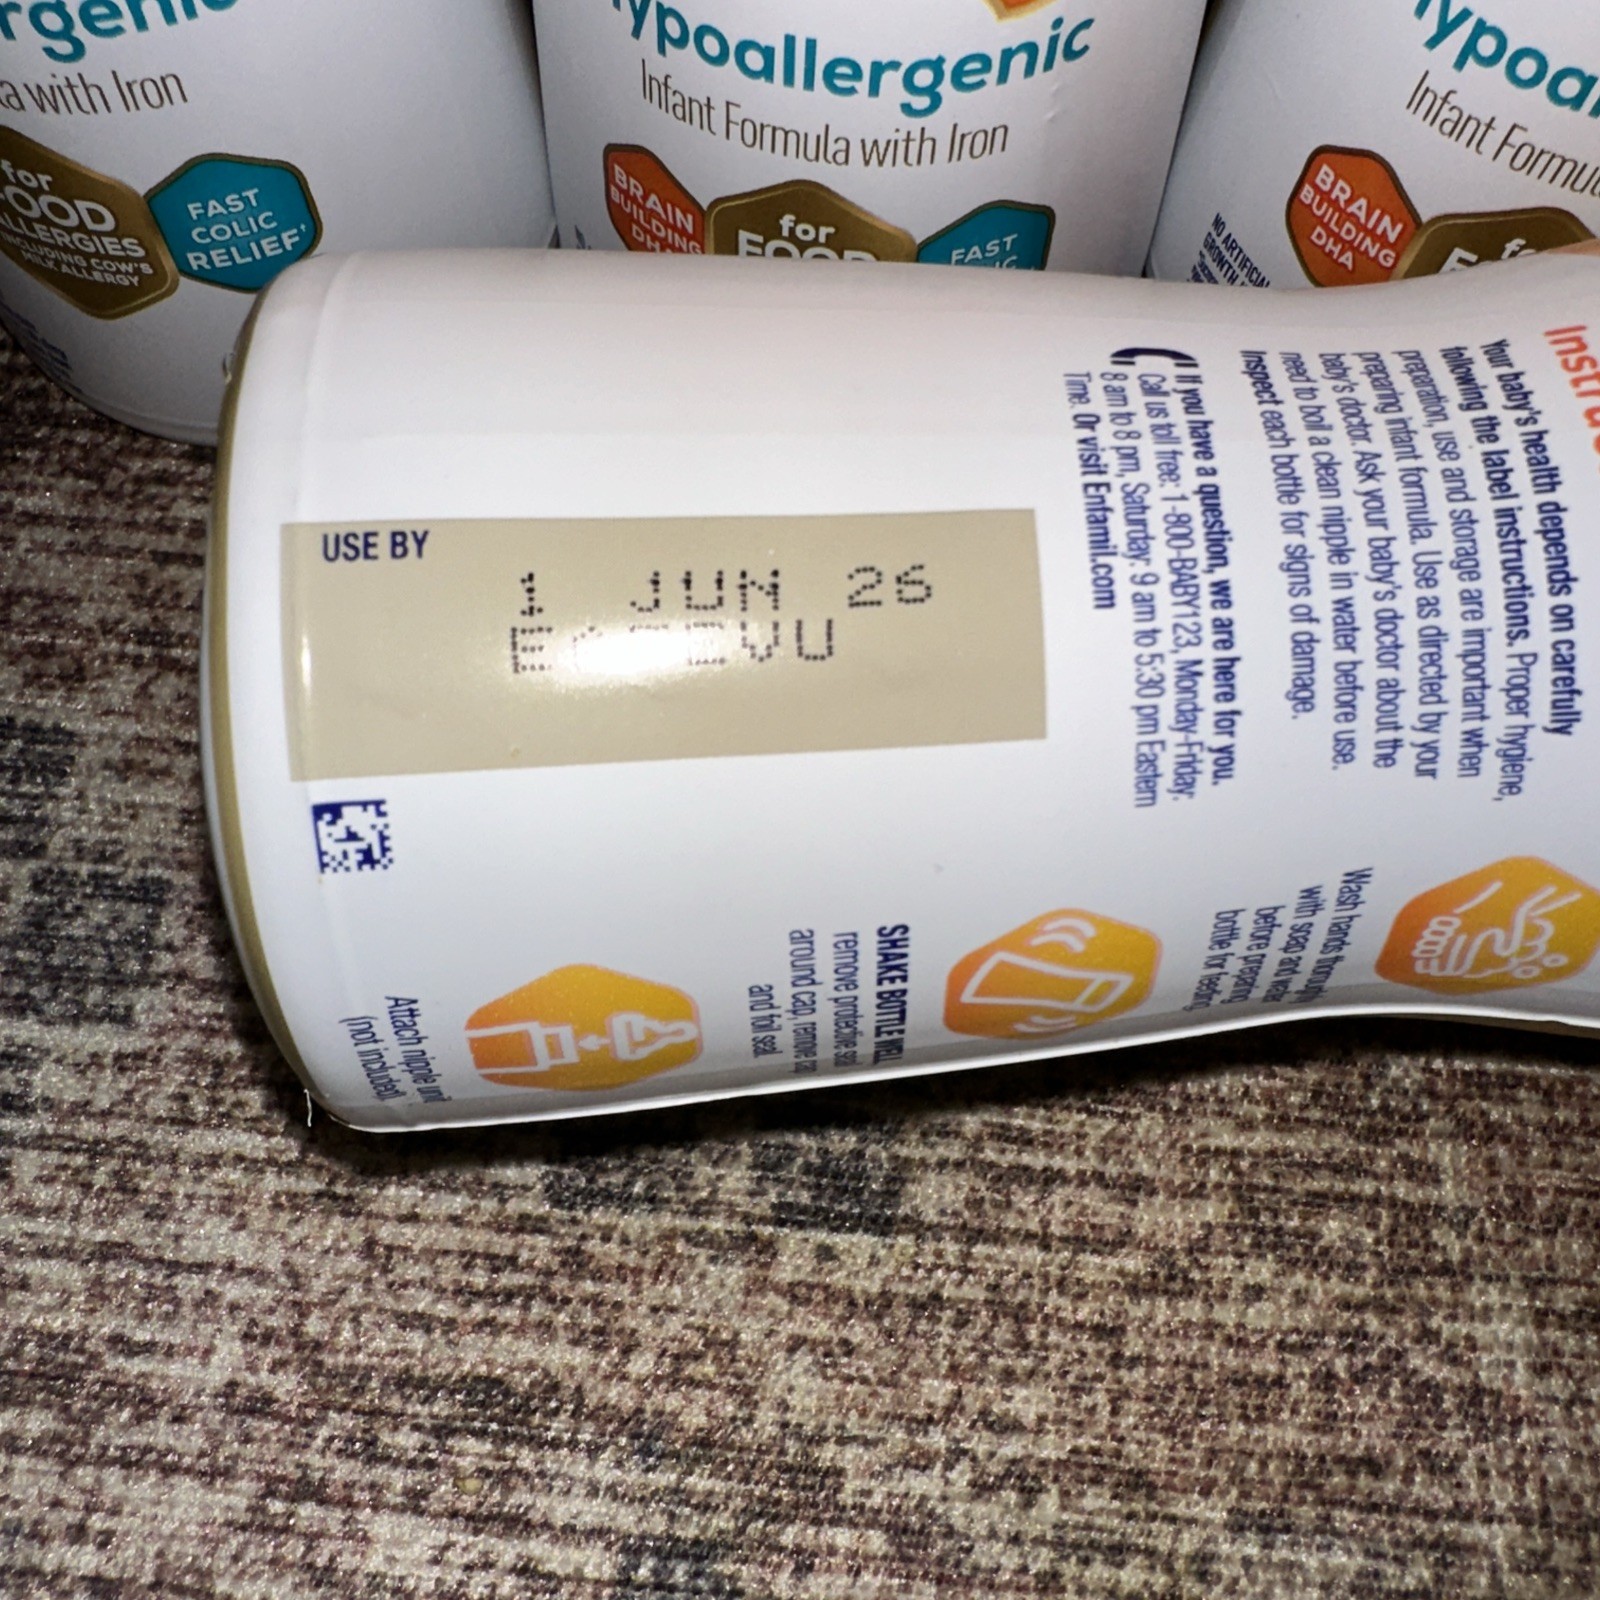 rgenic
a with Iron
for
FOOD
ALLERGIES
INCLUDING COW'S
MILK ALLERGY
FAST
COLIC
RELIEF†
Hypoallergenic
Infant Formula with Iron
BRAIN
BUILDING
DHA
for
FOOD
FAST
Hypoal
Infant Formu
BRAIN
BUILDING
DHA
NO ARTIFICIAL
GROWTH
USE BY
1 JUN 26
If you have a question, we are here for you.
Call us toll free: 1-800-BABY123, Monday-Friday:
8 am to 8 pm, Saturday: 9 am to 5:30 pm Eastern
Time. Or visit Enfamil.com
Instru
Your baby's health depends on carefully
following the label instructions. Proper hygiene,
preparation, use and storage are important when
preparing infant formula. Use as directed by your
baby's doctor. Ask your baby's doctor about the
need to boil a clean nipple in water before use.
Inspect each bottle for signs of damage.
Wash hands thoroughly
with soap and water
before preparing
bottle for feeding.
SHAKE BOTTLE WELL
remove protective seal
around cap, remove cap
and foil seal
Attach nipple unit
(not included)